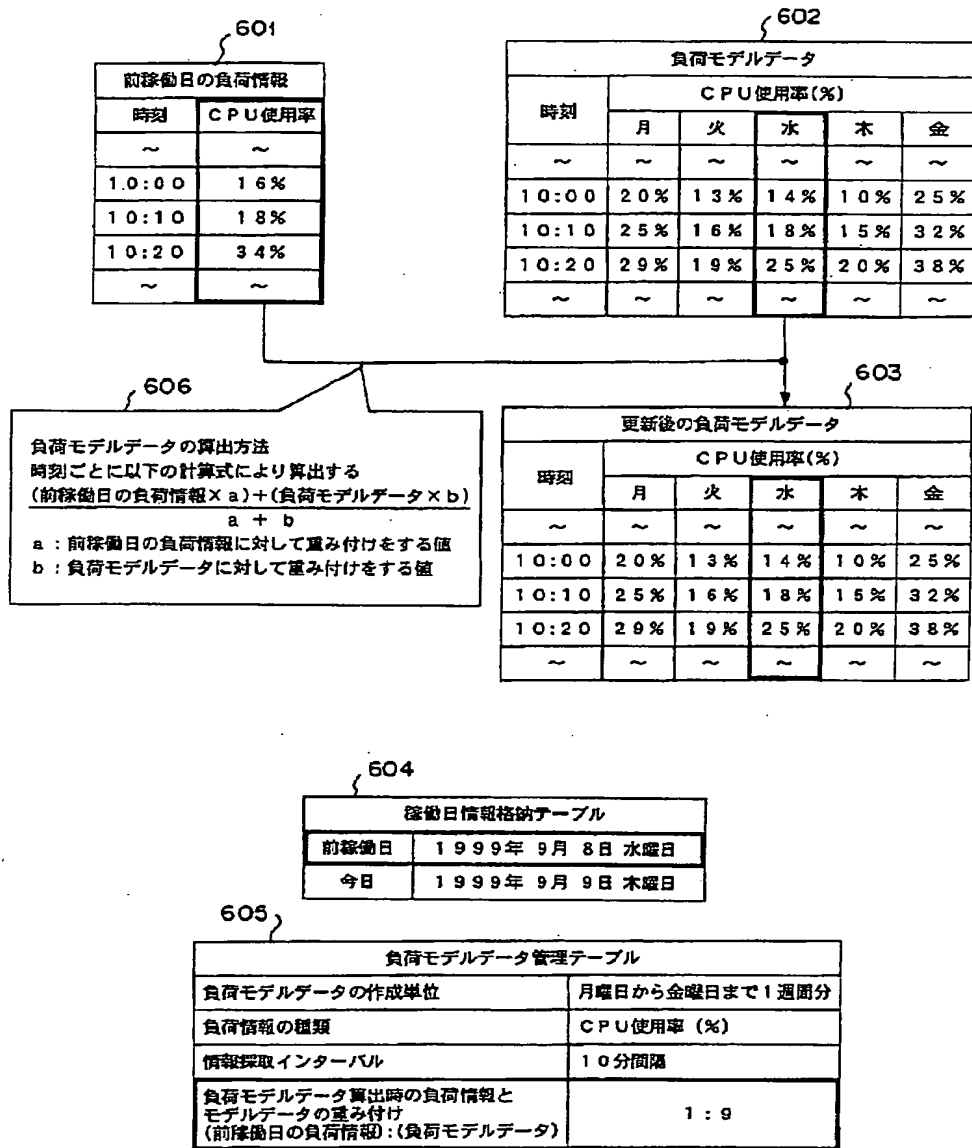 601
前稼働日の負荷情報
時刻 CPU使用率
~ ~
10:00 16%
10:10 18%
10:20 34%
~ ~
602
負荷モデルデータ
時刻 CPU使用率(%)
月 火 水 木 金
~ ~ ~ ~ ~ ~
10:00 20% 13% 14% 10% 25%
10:10 25% 16% 18% 15% 32%
10:20 29% 19% 25% 20% 38%
~ ~ ~ ~ ~ ~
606
負荷モデルデータの算出方法
時刻ごとに以下の計算式により算出する
(前稼働日の負荷情報×a)+(負荷モデルデータ×b)
a + b
a:前稼働日の負荷情報に対して重み付けをする値
b:負荷モデルデータに対して重み付けをする値
603
更新後の負荷モデルデータ
時刻 CPU使用率(%)
月 火 水 木 金
~ ~ ~ ~ ~ ~
10:00 20% 13% 14% 10% 25%
10:10 25% 16% 18% 15% 32%
10:20 29% 19% 25% 20% 38%
~ ~ ~ ~ ~ ~
604
稼働日情報格納テーブル
前稼働日 1999年 9月 8日 水曜日
今日 1999年 9月 9日 木曜日
605
負荷モデルデータ管理テーブル
負荷モデルデータの作成単位 月曜日から金曜日まで1週間分
負荷情報の種類 CPU使用率(%)
情報採取インターバル 10分間隔
負荷モデルデータ算出時の負荷情報と
モデルデータの重み付け
(前稼働日の負荷情報):(負荷モデルデータ) 1:9